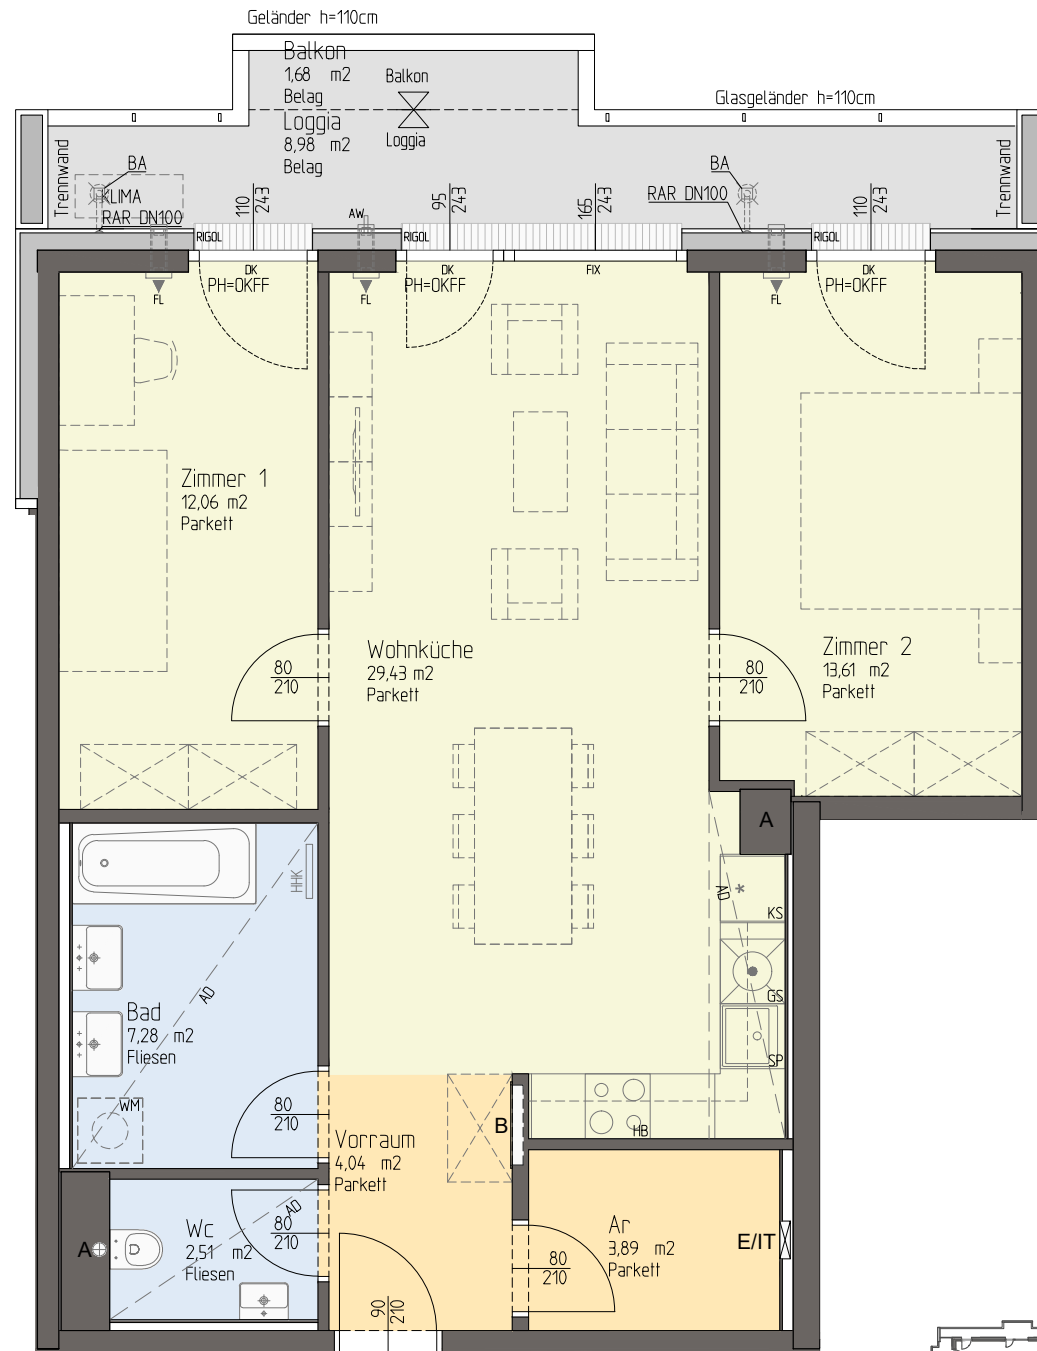 Geländer h=110cm
Balkon
1,68 m2
Belag
Balkon
Glasgeländer h=110cm
Loggia
8,98 m2
Belag
Loggia
Trennwand
BA
KLIMA
RAR DN100
110
243
AW
95
243
165
243
BA
RAR DN100
110
243
Trennwand
RIGOL
RIGOL
RIGOL
DK
PH=OKFF
DK
PH=OKFF
FIX
DK
PH=OKFF
FL
FL
FL
Zimmer 1
12,06 m2
Parkett
Wohnküche
29,43 m2
Parkett
Zimmer 2
13,61 m2
Parkett
80
210
80
210
A
AD
*
KS
GS
SP
HB
HHK
AD
Bad
7,28 m2
Fliesen
WM
80
210
B
Vorraum
4,04 m2
Parkett
A
Wc
2,51 m2
Fliesen
AD
80
210
Ar
3,89 m2
Parkett
E/IT
80
210
90
210